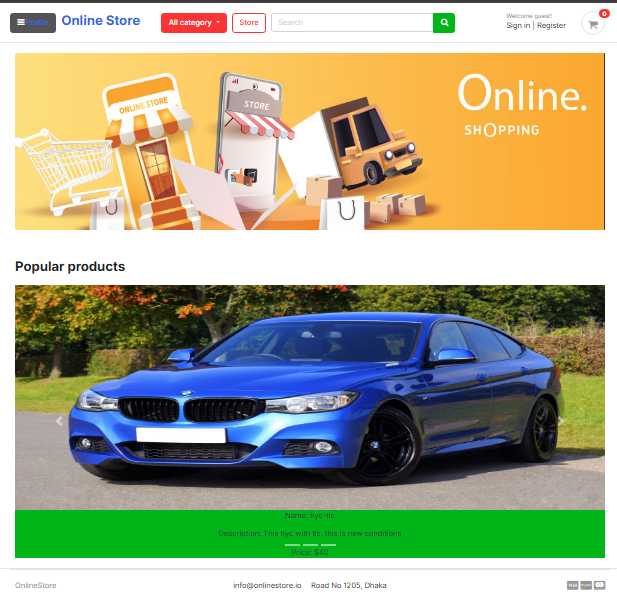 Profile
Online Store
All category
Store
Search
Welcome guest!
Sign in | Register
0
ONLINE STORE
STORE
Online.
SHOPPING
Popular products
Name: hyc-tlc
Description: This hyc with tlc. this is new conditions
Price: $40
OnlineStore
info@onlinestore.io
Road No 1205, Dhaka
VISA